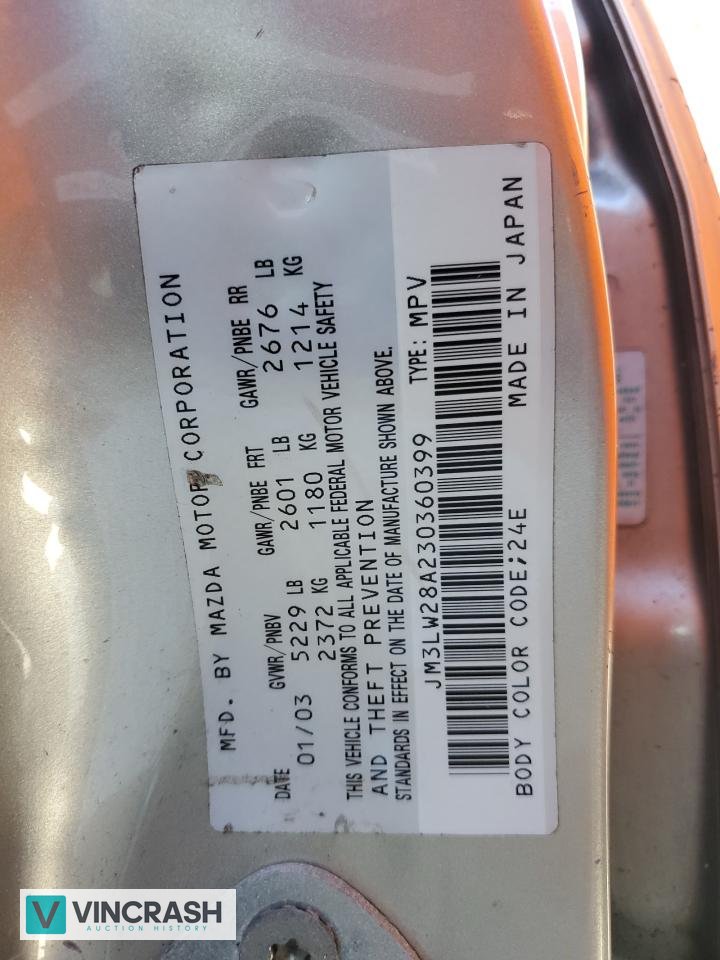 MFD. BY MAZDA MOTOR CORPORATION
DATE GVWR/PNBV GAWR/PNBE FRT GAWR/PNBE RR
01/03 5229 LB 2601 LB 2676 LB
2372 KG 1180 KG 1214 KG
THIS VEHICLE CONFORMS TO ALL APPLICABLE FEDERAL MOTOR VEHICLE SAFETY
AND THEFT PREVENTION
STANDARDS IN EFFECT ON THE DATE OF MANUFACTURE SHOWN ABOVE.
JM3LW28A230360399 TYPE: MPV
BODY COLOR CODE;24E MADE IN JAPAN
VINCRASH
AUCTION HISTORY